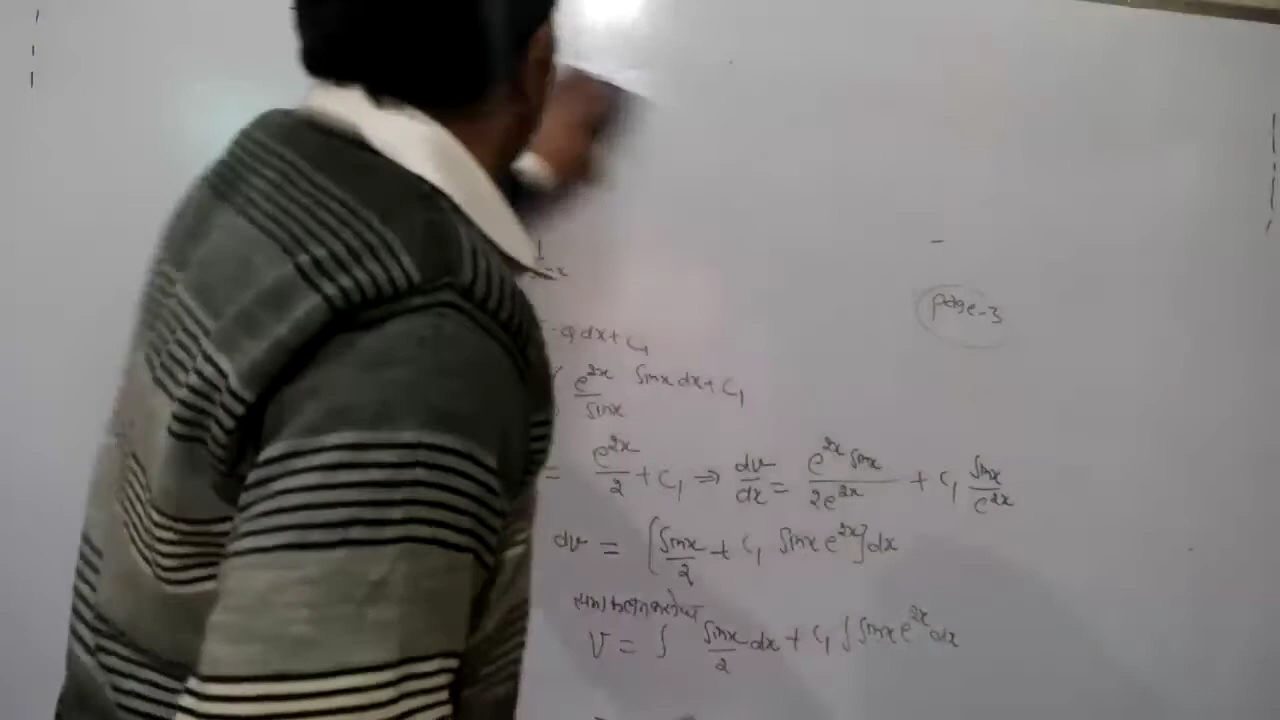 1
page-3
Q dx + C₁
e^{2x}/sinx sinx dx + C₁
= e^{2x}/2 + C₁ ⇒ dv/dx = e^{2x} sinx/2e^{2x} + C₁ sinx/e^{2x}
dv = [sinx/2 + C₁ sinx e^{2x}] dx
V = ∫ sinx/2 dx + C₁ ∫ sinx e^{2x} dx